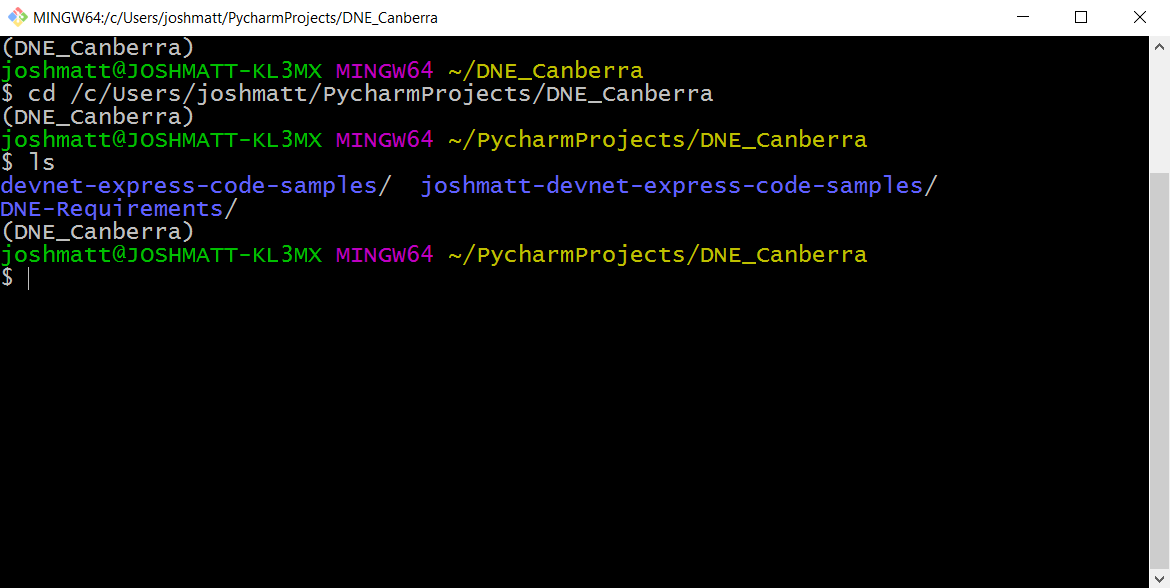 MINGW64:/c/Users/joshmatt/PycharmProjects/DNE_Canberra
(DNE_Canberra)
joshmatt@JOSHMATT-KL3MX MINGW64 ~/DNE_Canberra
$ cd /c/Users/joshmatt/PycharmProjects/DNE_Canberra
(DNE_Canberra)
joshmatt@JOSHMATT-KL3MX MINGW64 ~/PycharmProjects/DNE_Canberra
$ ls
devnet-express-code-samples/  joshmatt-devnet-express-code-samples/
DNE-Requirements/
(DNE_Canberra)
joshmatt@JOSHMATT-KL3MX MINGW64 ~/PycharmProjects/DNE_Canberra
$